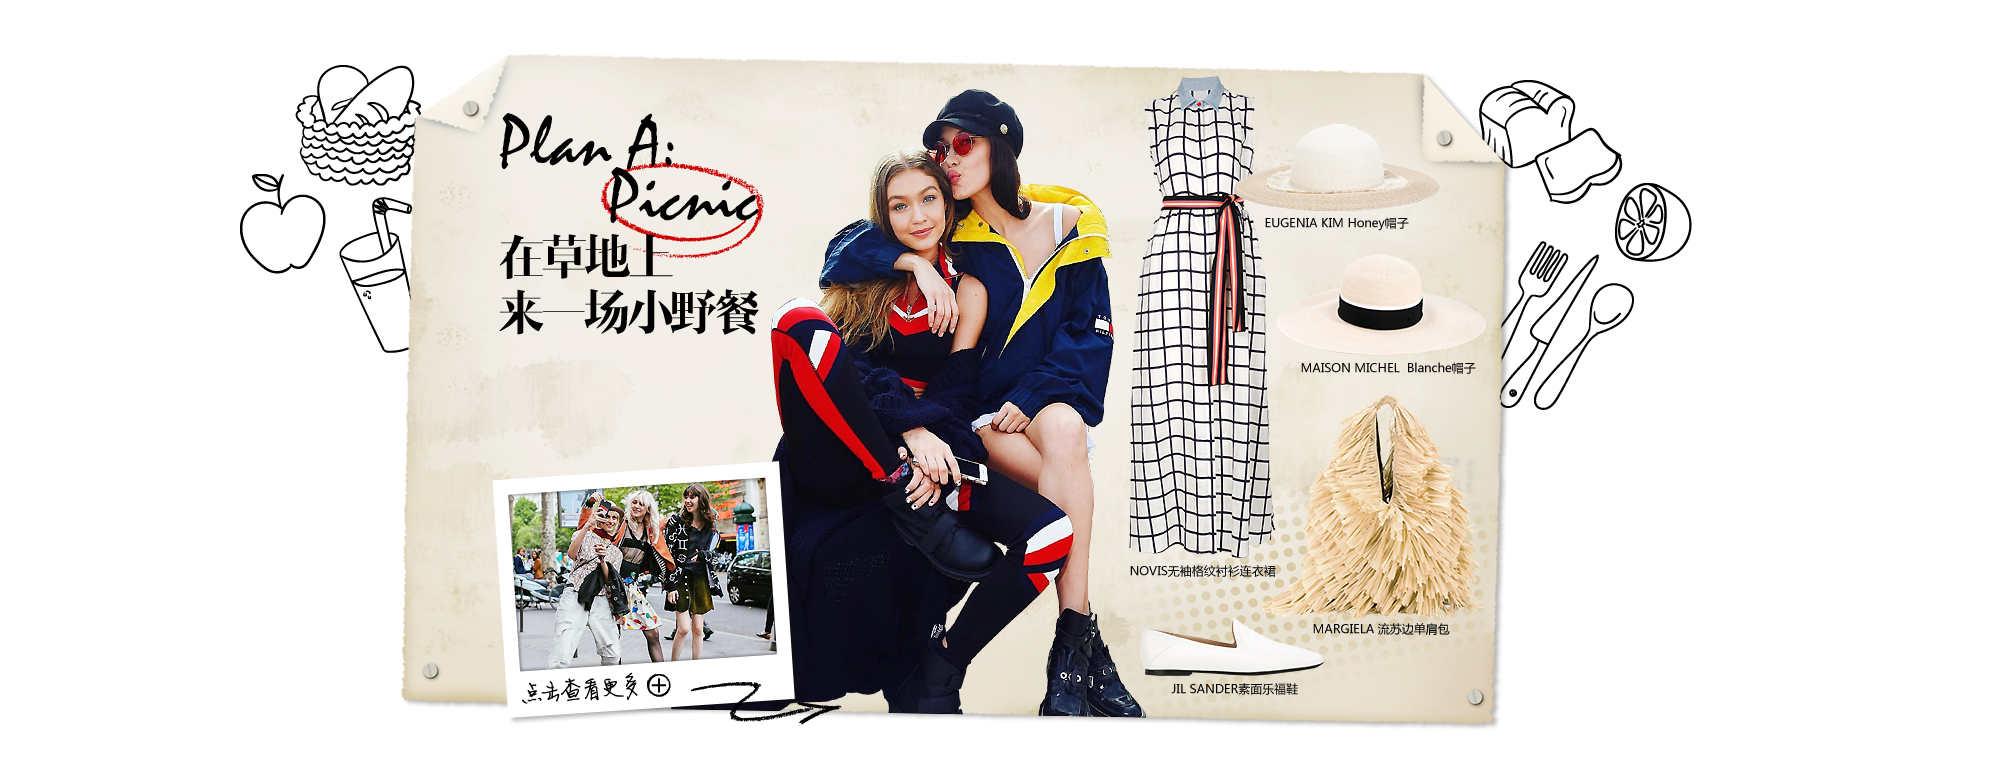 Plan A:
Picnic
在草地上
来一场小野餐
EUGENIA KIM Honey帽子
MAISON MICHEL Blanche帽子
NOVIS无袖格纹衬衫连衣裙
MARGIELA 流苏边单肩包
JIL SANDER素面乐福鞋
点击查看更多